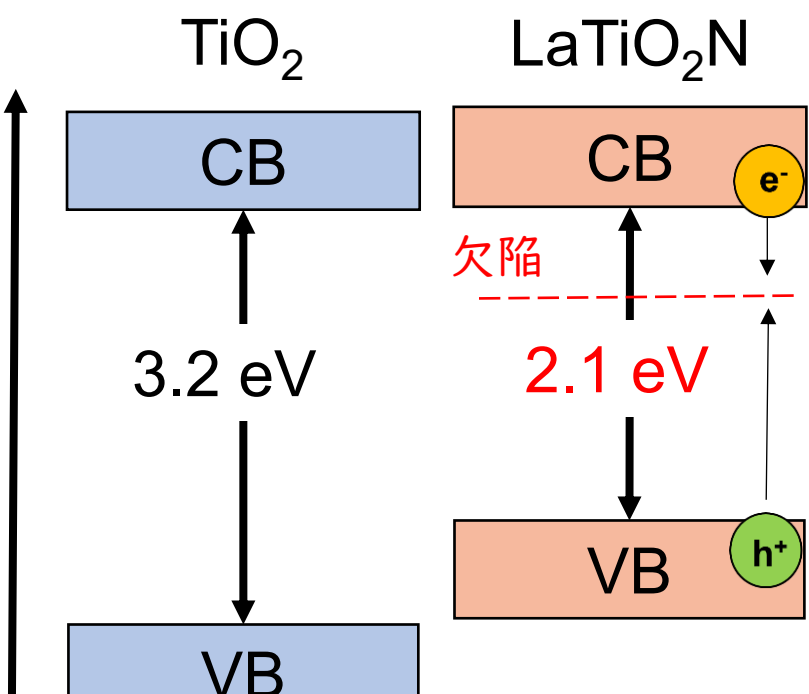 TiO₂
CB
3.2 eV
VB
LaTiO₂N
CB
e⁻
欠陥
2.1 eV
VB
h⁺